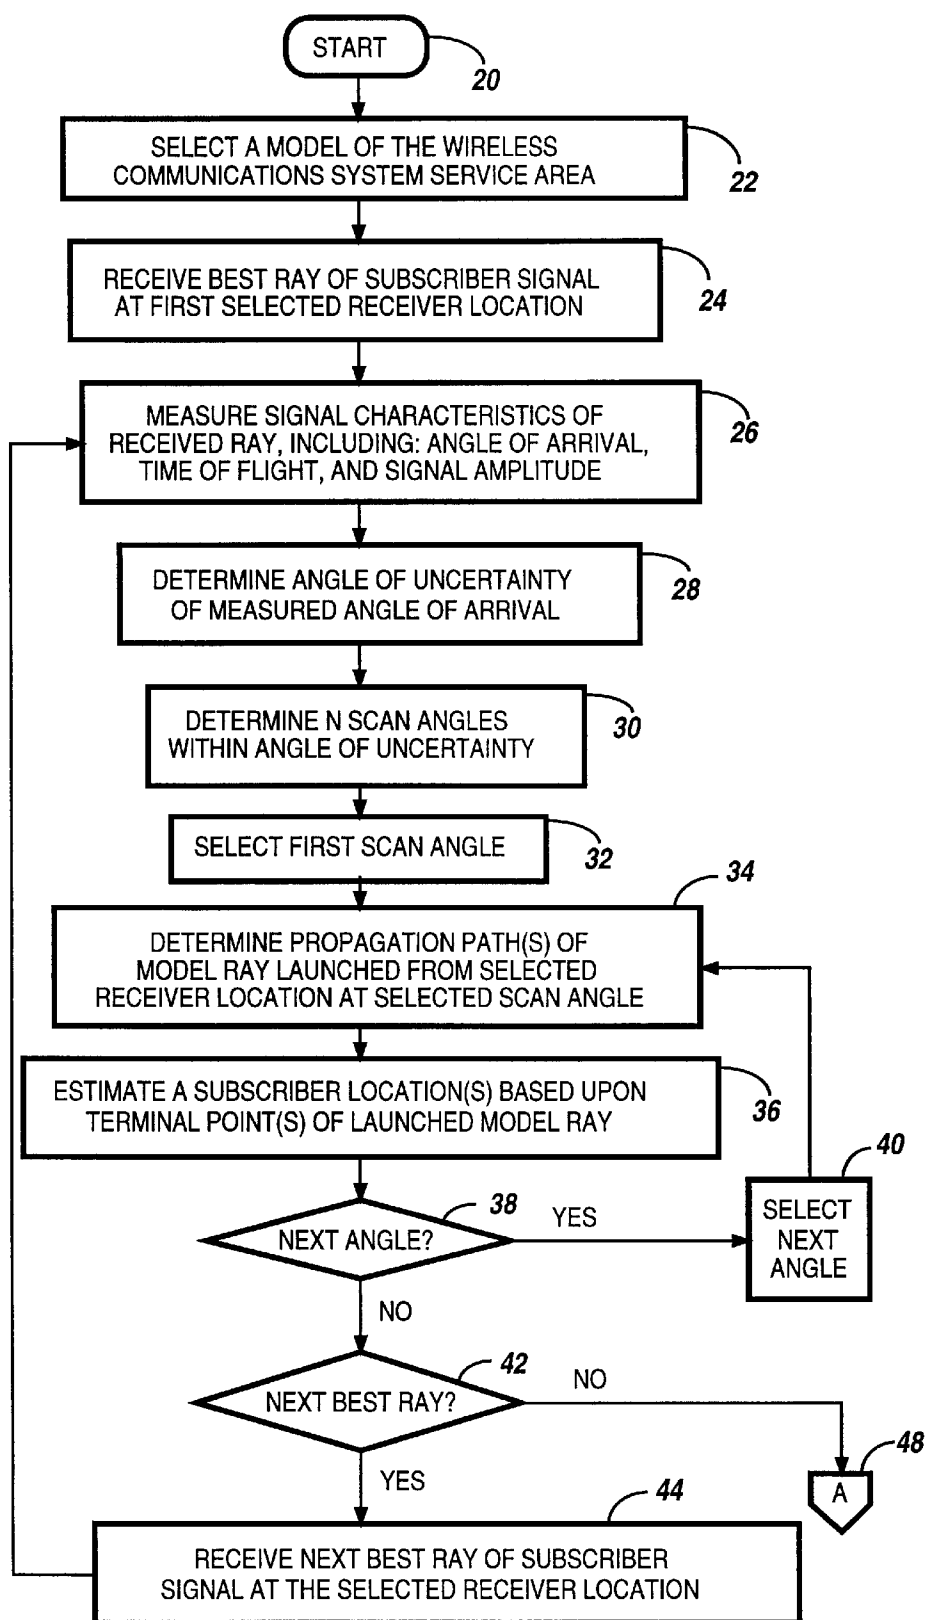 START
20
SELECT A MODEL OF THE WIRELESS
COMMUNICATIONS SYSTEM SERVICE AREA
22
RECEIVE BEST RAY OF SUBSCRIBER SIGNAL
AT FIRST SELECTED RECEIVER LOCATION
24
MEASURE SIGNAL CHARACTERISTICS OF
RECEIVED RAY, INCLUDING: ANGLE OF ARRIVAL,
TIME OF FLIGHT, AND SIGNAL AMPLITUDE
26
DETERMINE ANGLE OF UNCERTAINTY
OF MEASURED ANGLE OF ARRIVAL
28
DETERMINE N SCAN ANGLES
WITHIN ANGLE OF UNCERTAINTY
30
SELECT FIRST SCAN ANGLE
32
34
DETERMINE PROPAGATION PATH(S) OF
MODEL RAY LAUNCHED FROM SELECTED
RECEIVER LOCATION AT SELECTED SCAN ANGLE
ESTIMATE A SUBSCRIBER LOCATION(S) BASED UPON
TERMINAL POINT(S) OF LAUNCHED MODEL RAY
36
38
NEXT ANGLE?
YES
40
SELECT
NEXT
ANGLE
NO
42
NEXT BEST RAY?
NO
48
A
YES
44
RECEIVE NEXT BEST RAY OF SUBSCRIBER
SIGNAL AT THE SELECTED RECEIVER LOCATION